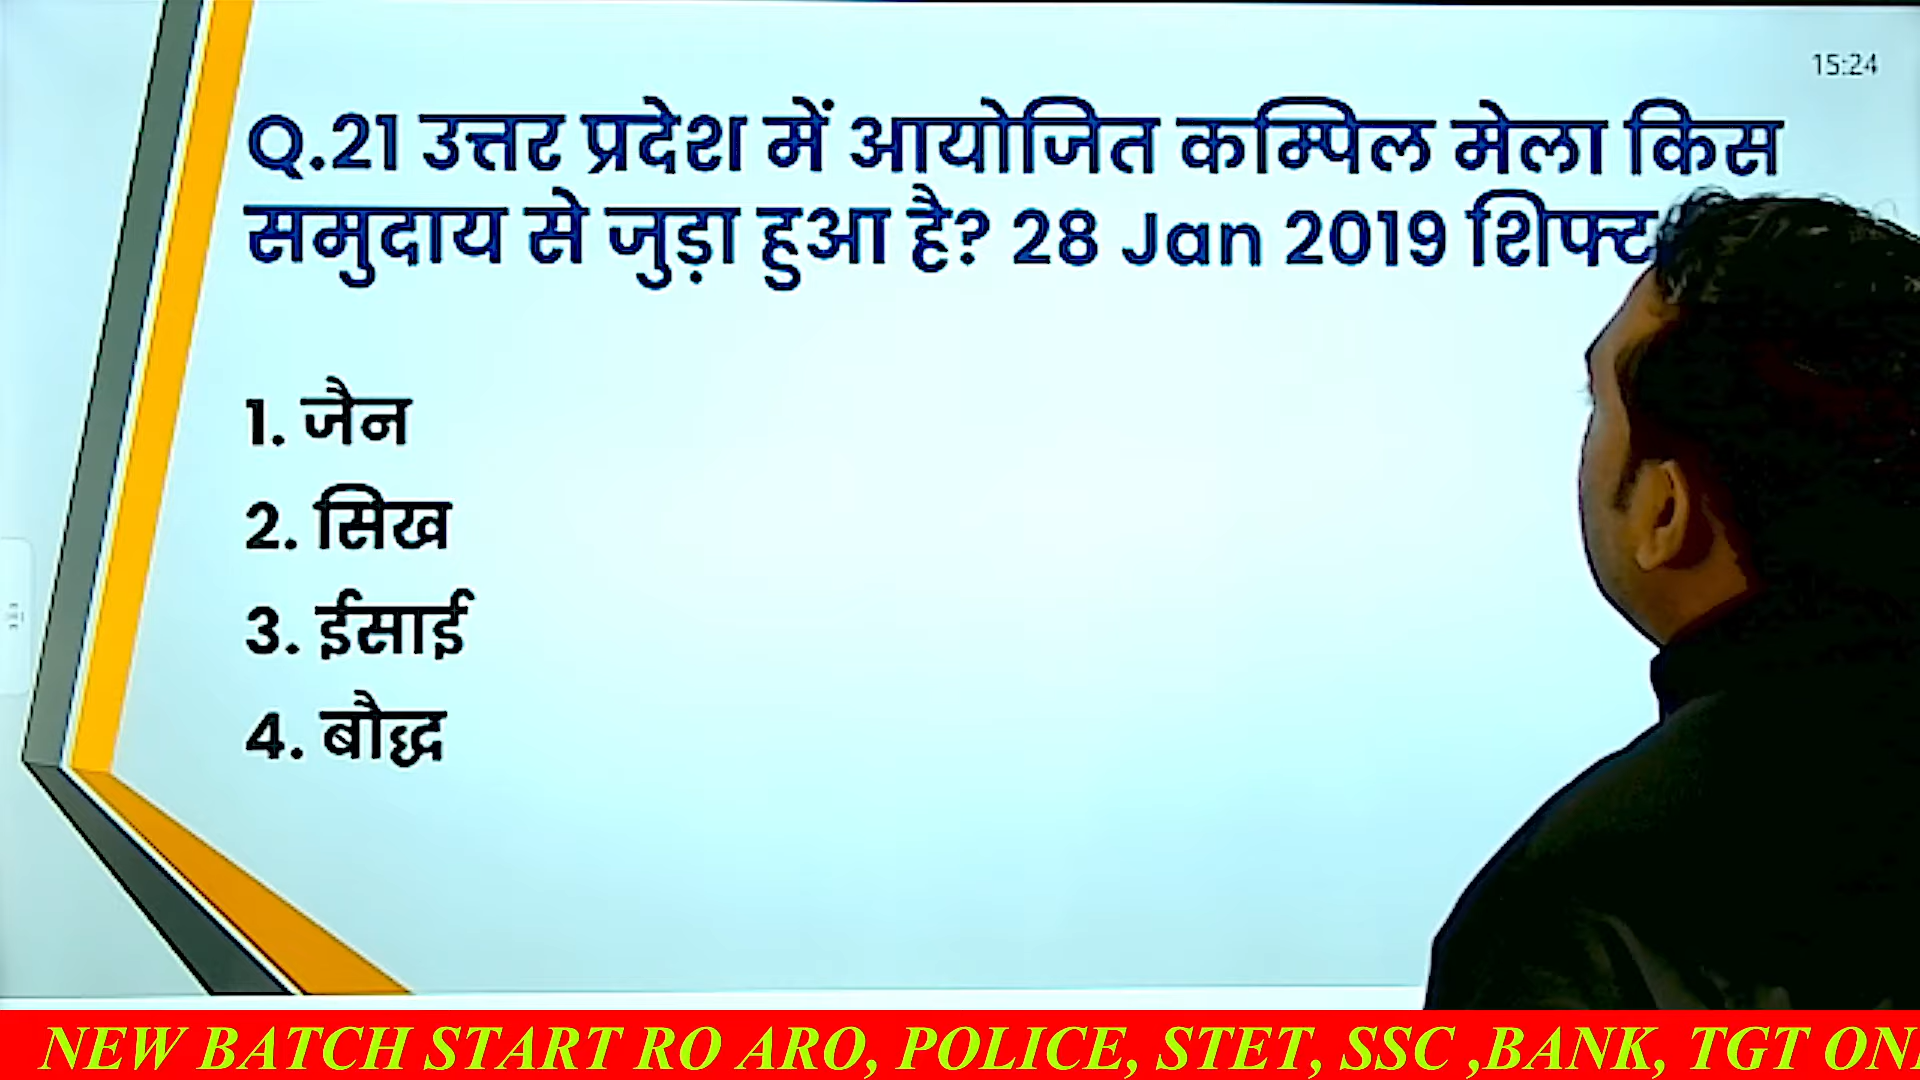 15:24
Q.21 उत्तर प्रदेश में आयोजित कम्पिल मेला किस
समुदाय से जुड़ा हुआ है? 28 Jan 2019 शिफ्ट
1. जैन
2. सिख
3. ईसाई
4. बौद्ध
NEW BATCH START RO ARO, POLICE, STET, SSC ,BANK, TGT